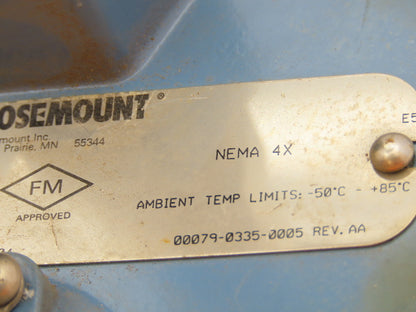 OSEMOUNT®
mount Inc.
Prairie, MN 55344
E5
NEMA 4X
FM
APPROVED
AMBIENT TEMP LIMITS: -50°C - +85°C
00079-0335-0005 REV. AA